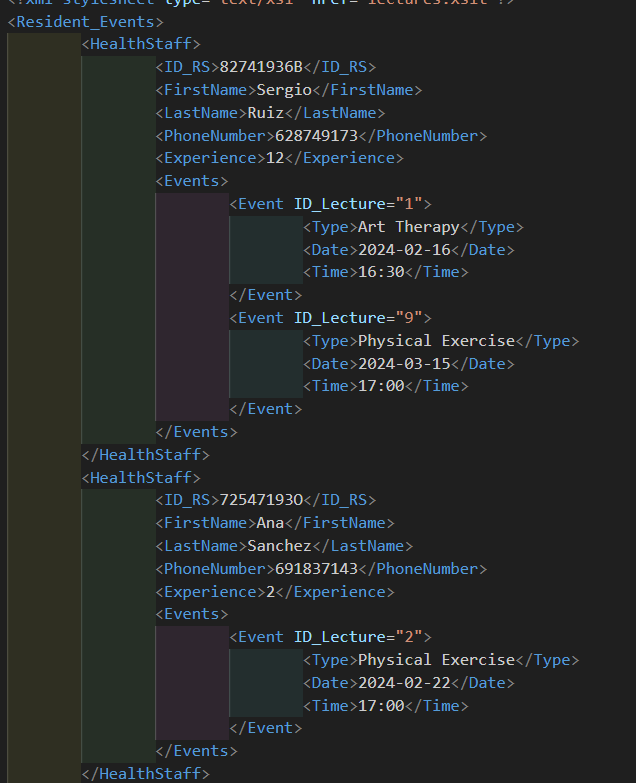 <?xml-stylesheet type="text/xsl" href="lectures.xslt"?>
<Resident_Events>
<HealthStaff>
<ID_RS>82741936B</ID_RS>
<FirstName>Sergio</FirstName>
<LastName>Ruiz</LastName>
<PhoneNumber>628749173</PhoneNumber>
<Experience>12</Experience>
<Events>
<Event ID_Lecture="1">
<Type>Art Therapy</Type>
<Date>2024-02-16</Date>
<Time>16:30</Time>
</Event>
<Event ID_Lecture="9">
<Type>Physical Exercise</Type>
<Date>2024-03-15</Date>
<Time>17:00</Time>
</Event>
</Events>
</HealthStaff>
<HealthStaff>
<ID_RS>72547193O</ID_RS>
<FirstName>Ana</FirstName>
<LastName>Sanchez</LastName>
<PhoneNumber>691837143</PhoneNumber>
<Experience>2</Experience>
<Events>
<Event ID_Lecture="2">
<Type>Physical Exercise</Type>
<Date>2024-02-22</Date>
<Time>17:00</Time>
</Event>
</Events>
</HealthStaff>